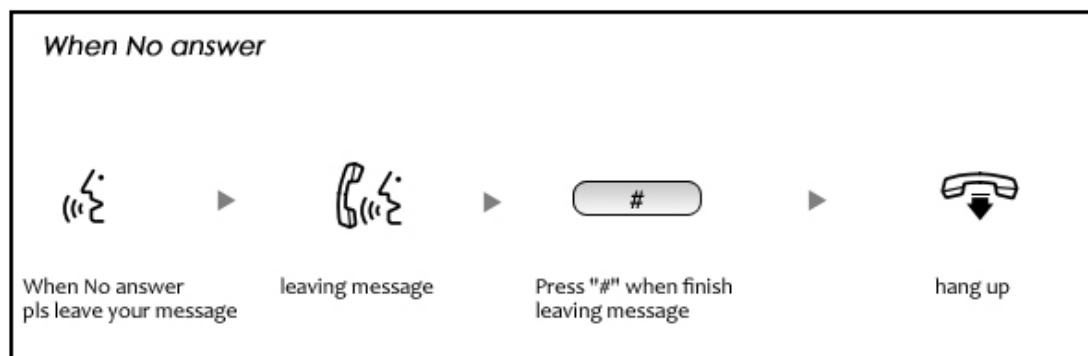 When No answer
#
When No answer
pls leave your message
leaving message
Press "#" when finish
leaving message
hang up